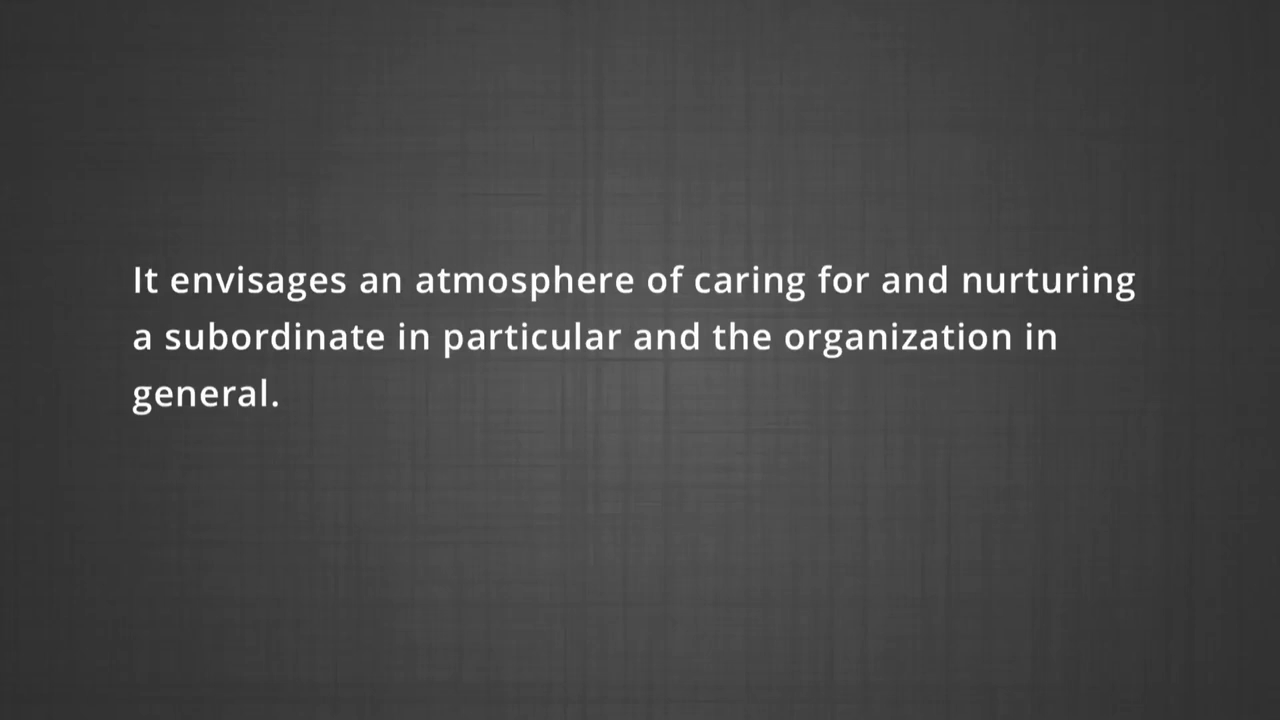 It envisages an atmosphere of caring for and nurturing
a subordinate in particular and the organization in
general.